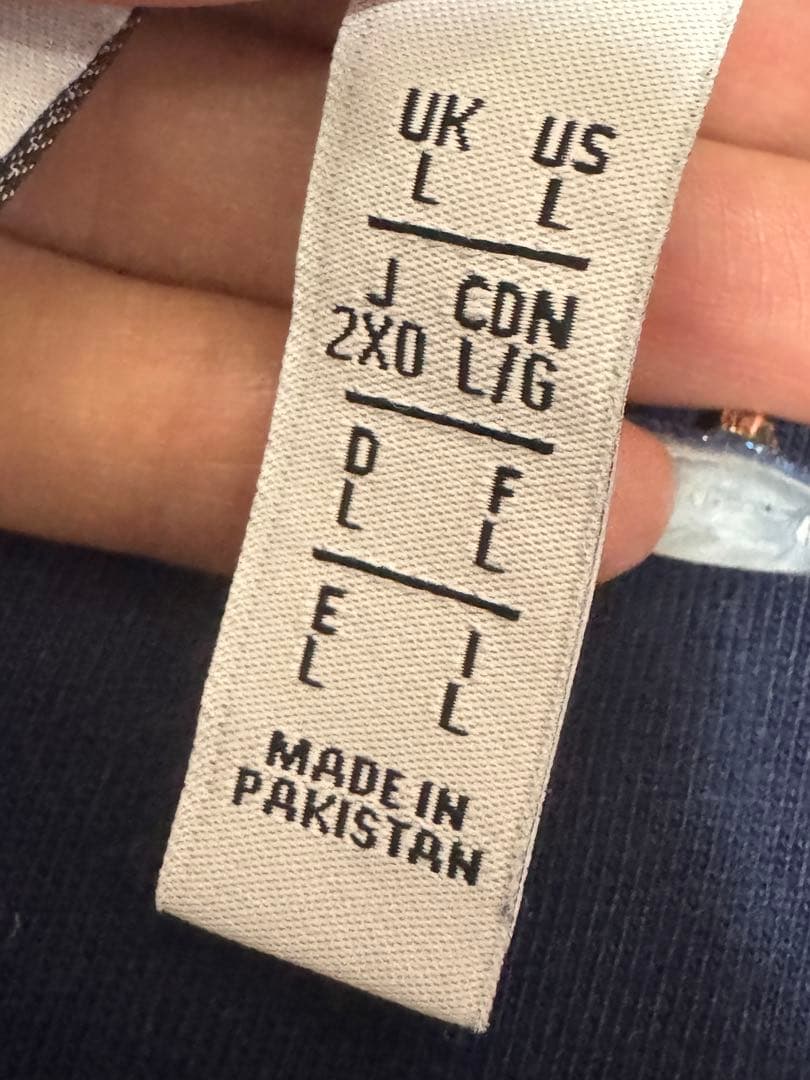 UK US
L L
J CDN
2XO L/G
D F
L L
E I
L L
MADE IN
PAKISTAN